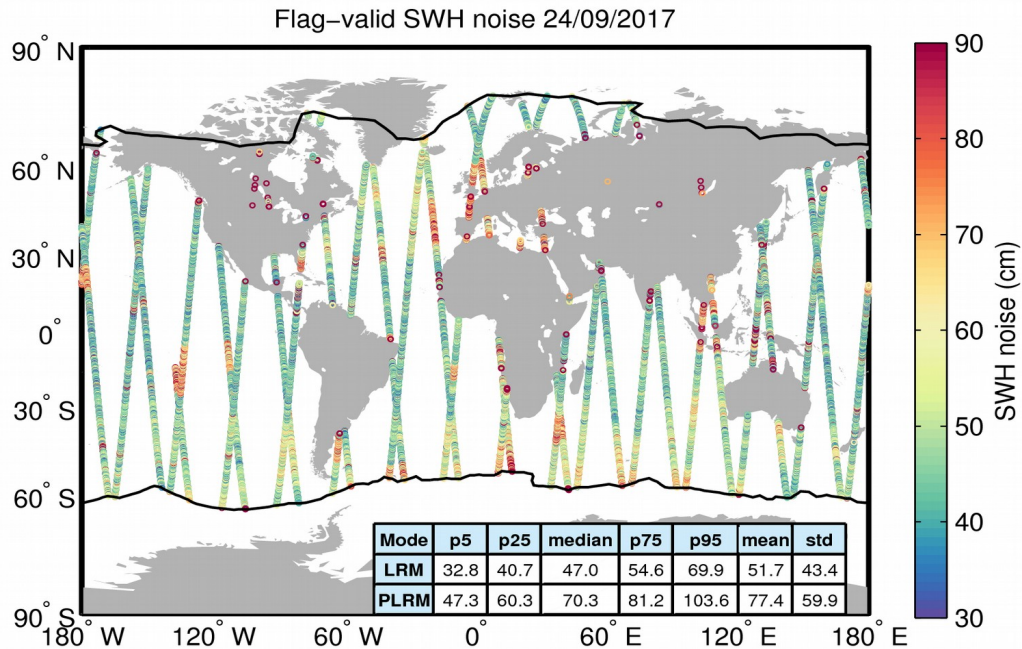 Flag−valid SWH noise 24/09/2017
90° N
60° N
30° N
0°
30° S
60° S
90° S
180° W
120° W
60° W
0°
60° E
120° E
180° E
90
80
70
60
50
40
30
SWH noise (cm)
Mode p5 p25 median p75 p95 mean std
LRM 32.8 40.7 47.0 54.6 69.9 51.7 43.4
PLRM 47.3 60.3 70.3 81.2 103.6 77.4 59.9